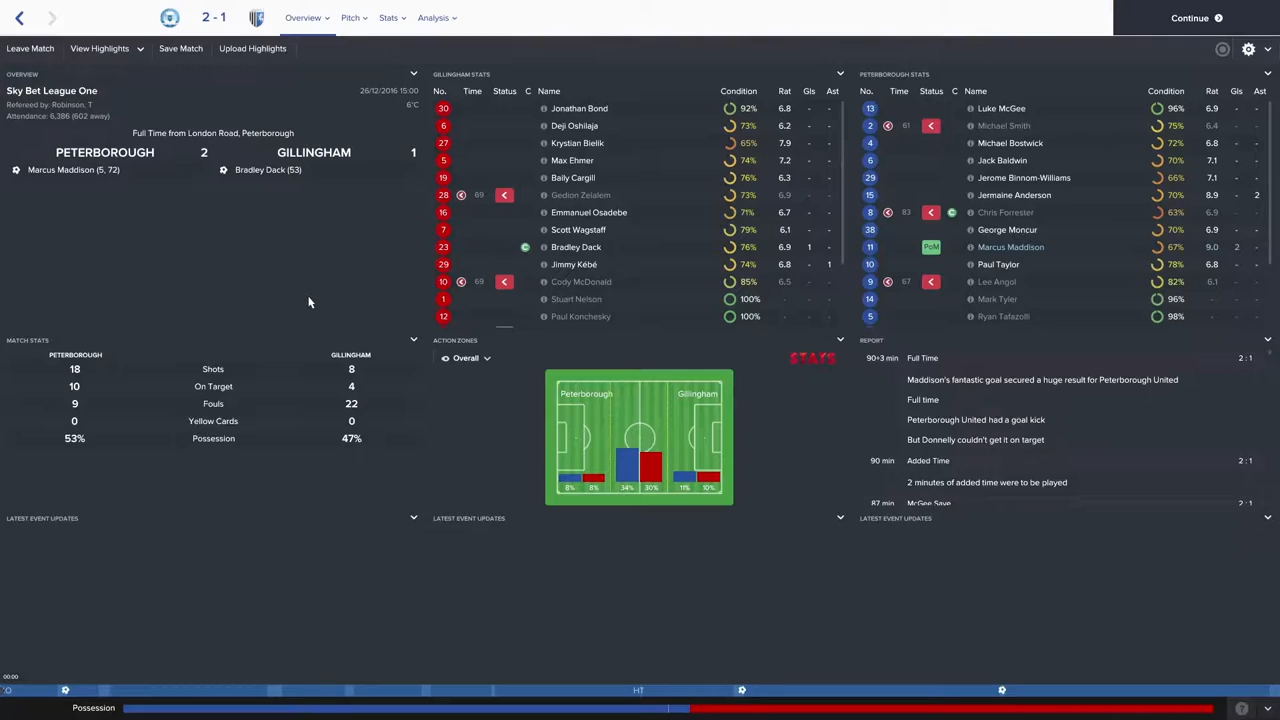 2 - 1
Overview
Pitch
Stats
Analysis
Continue
Leave Match
View Highlights
Save Match
Upload Highlights
OVERVIEW
Sky Bet League One
26/12/2016 15:00
Refereed by: Robinson, T
6°C
Attendance: 6,386 (602 away)
Full Time from London Road, Peterborough
PETERBOROUGH 2 GILLINGHAM 1
Marcus Maddison (5, 72)
Bradley Dack (53)
GILLINGHAM STATS
No. Time Status C Name Condition Rat Gls Ast
30 Jonathan Bond 92% 6.8 - -
6 Deji Oshilaja 73% 6.2 - -
27 Krystian Bielik 65% 7.9 - -
5 Max Ehmer 74% 7.2 - -
19 Baily Cargill 76% 6.3 - -
28 69 Gedion Zelalem 73% 6.9 - -
16 Emmanuel Osadebe 71% 6.7 - -
7 Scott Wagstaff 79% 6.1 - -
23 C Bradley Dack 76% 6.9 1 -
29 Jimmy Kébé 74% 6.8 - 1
10 69 Cody McDonald 85% 6.5 - -
1 Stuart Nelson 100% - - -
12 Paul Konchesky 100% - - -
PETERBOROUGH STATS
No. Time Status C Name Condition Rat Gls Ast
13 Luke McGee 96% 6.9 - -
2 61 Michael Smith 75% 6.4 - -
4 Michael Bostwick 72% 6.8 - -
6 Jack Baldwin 70% 7.1 - -
29 Jerome Binnom-Williams 66% 7.1 - -
15 Jermaine Anderson 70% 8.9 - 2
8 83 C Chris Forrester 63% 6.9 - -
38 George Moncur 70% 6.9 - -
11 PoM Marcus Maddison 67% 9.0 2 -
10 Paul Taylor 78% 6.8 - -
9 67 Lee Angol 82% 6.1 - -
14 Mark Tyler 96% - - -
5 Ryan Tafazolli 98% - - -
MATCH STATS
PETERBOROUGH GILLINGHAM
18 Shots 8
10 On Target 4
9 Fouls 22
0 Yellow Cards 0
53% Possession 47%
ACTION ZONES
Overall
STAYS
Peterborough Gillingham
8% 8% 34% 30% 11% 10%
REPORT
90+3 min Full Time 2 : 1
Maddison's fantastic goal secured a huge result for Peterborough United
Full time
Peterborough United had a goal kick
But Donnelly couldn't get it on target
90 min Added Time 2 : 1
2 minutes of added time were to be played
87 min McGee Save 2 : 1
LATEST EVENT UPDATES
LATEST EVENT UPDATES
LATEST EVENT UPDATES
00:00
HT
Possession
?